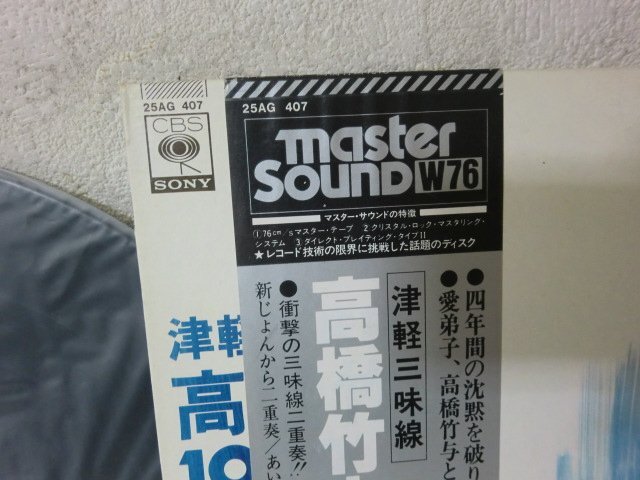 25AG 407
CBS
SONY
25AG 407
master
SOUND W76
マスター・サウンドの特徴
1.76cm/sマスター・テープ 2.クリスタル・ロック・マスタリング・
システム 3.ダイレクト・プレイティング・タイプII
★レコード技術の限界に挑戦した話題のディスク
●四年間の沈黙を破り
●愛弟子、高橋竹与と
津軽三味線
高橋竹
●衝撃の三味線二重奏!!
新じょんから二重奏/あい
津軽
高
19